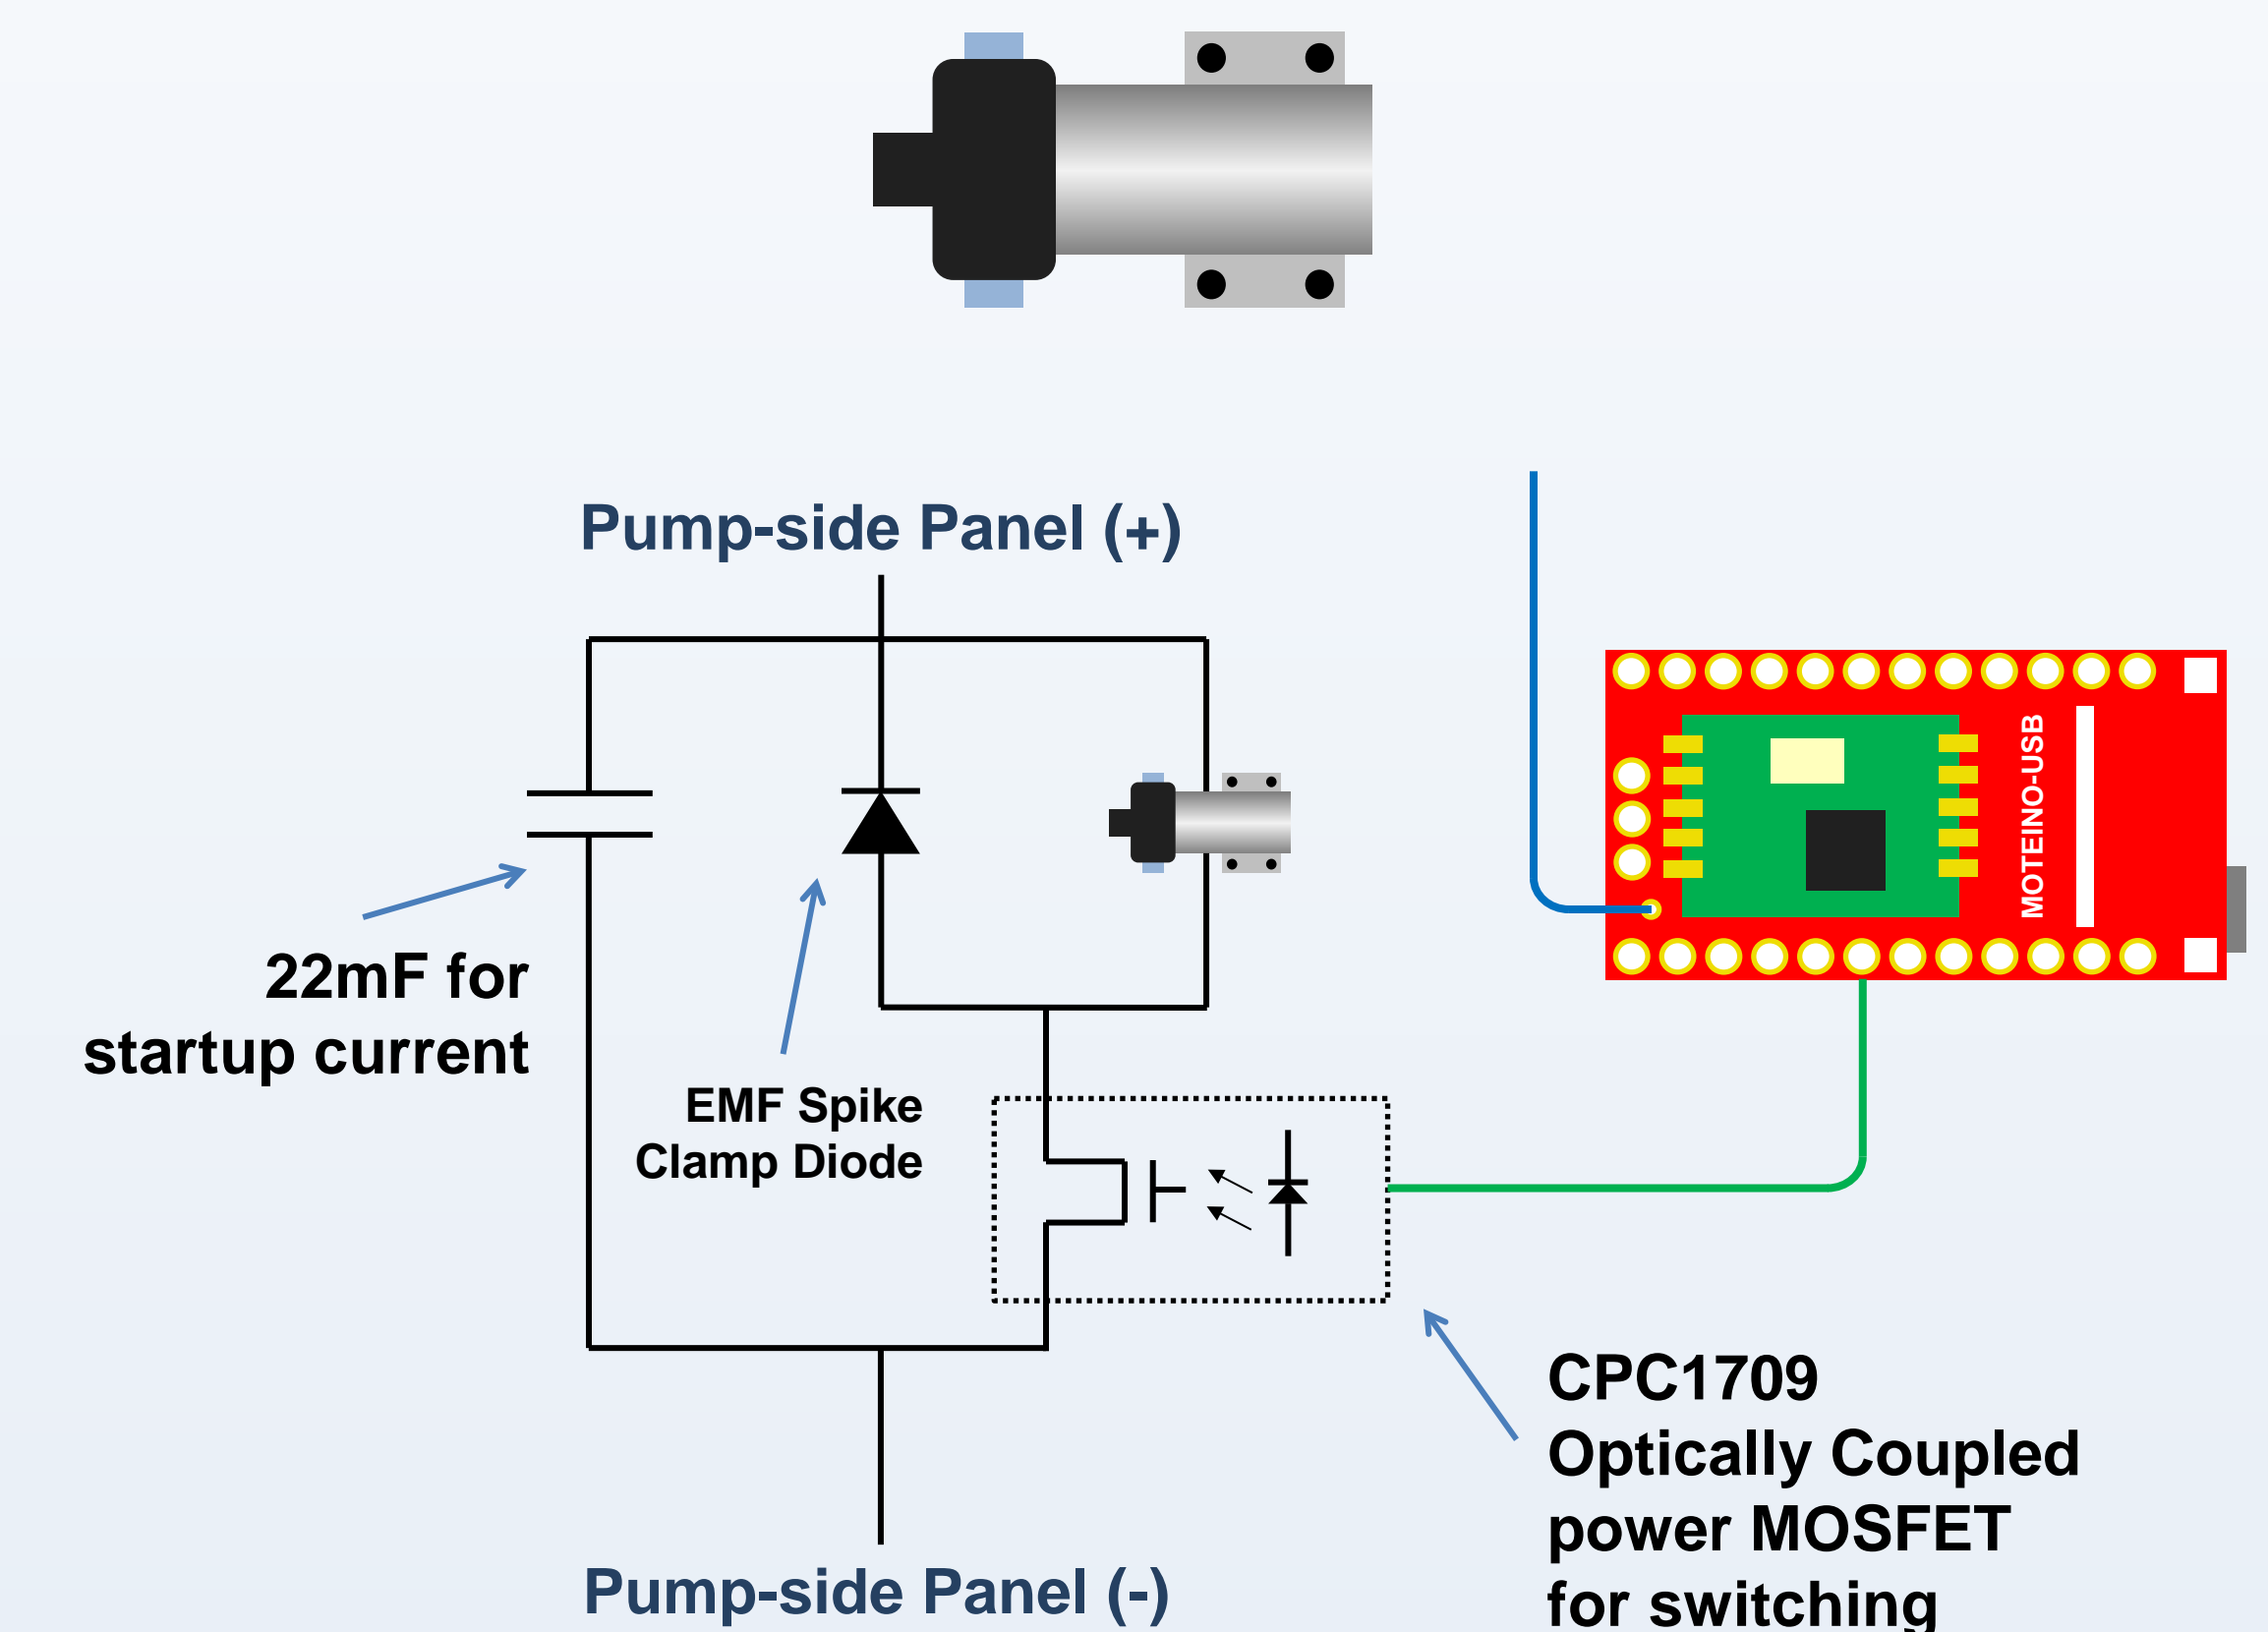 Pump-side Panel (+)
MOTEINO-USB
22mF for
startup current
EMF Spike
Clamp Diode
CPC1709
Optically Coupled
power MOSFET
for switching
Pump-side Panel (-)